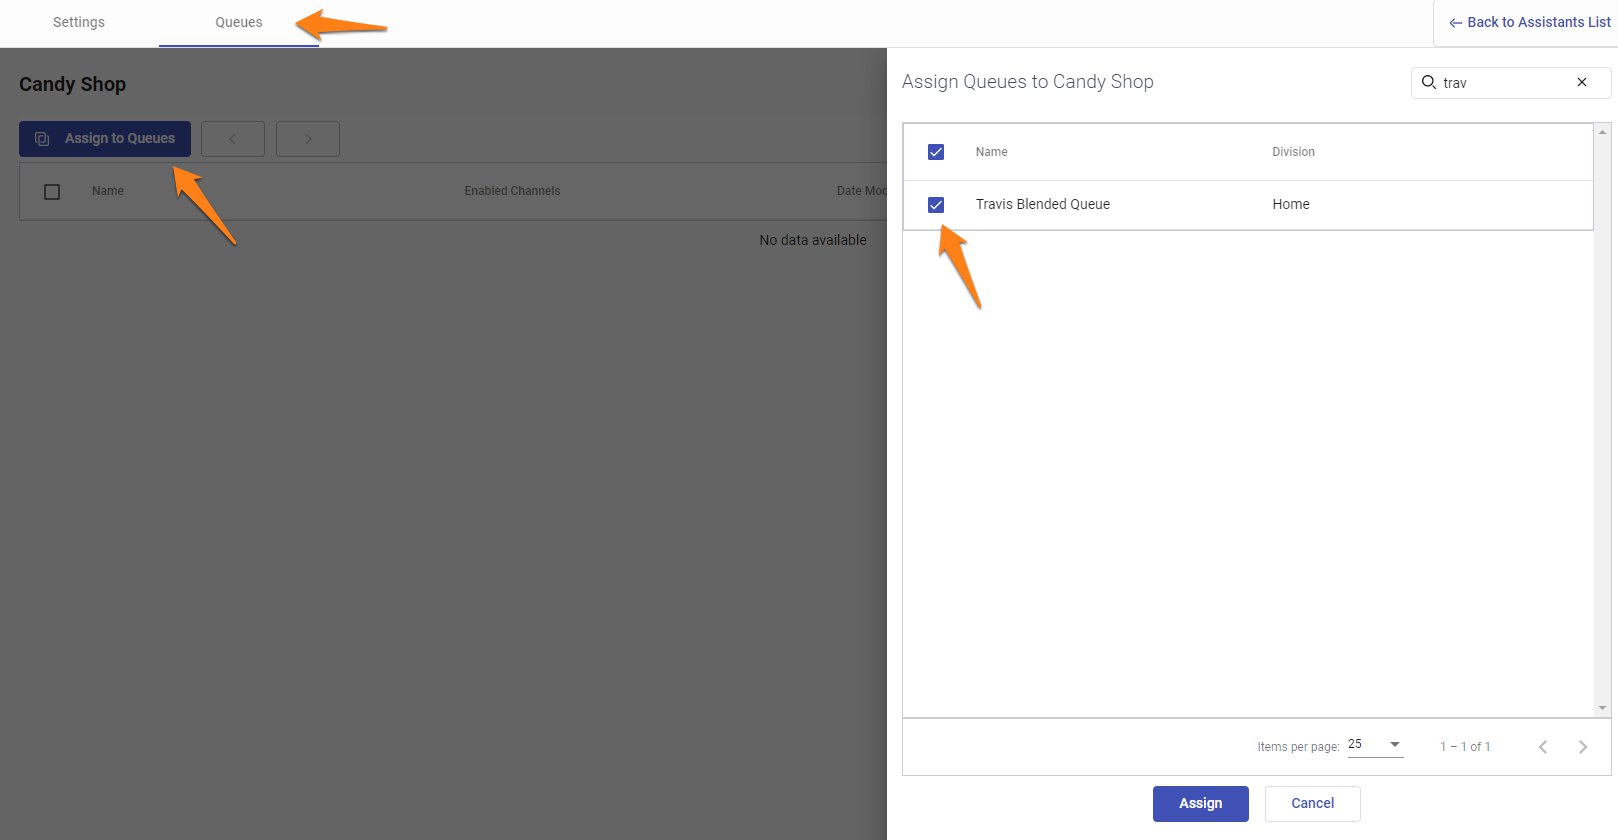 Settings
Queues
← Back to Assistants List
Candy Shop
Assign to Queues
Name
Enabled Channels
Date Mod
No data available
Assign Queues to Candy Shop
trav
Name
Division
Travis Blended Queue
Home
Items per page: 25
1 – 1 of 1
Assign
Cancel